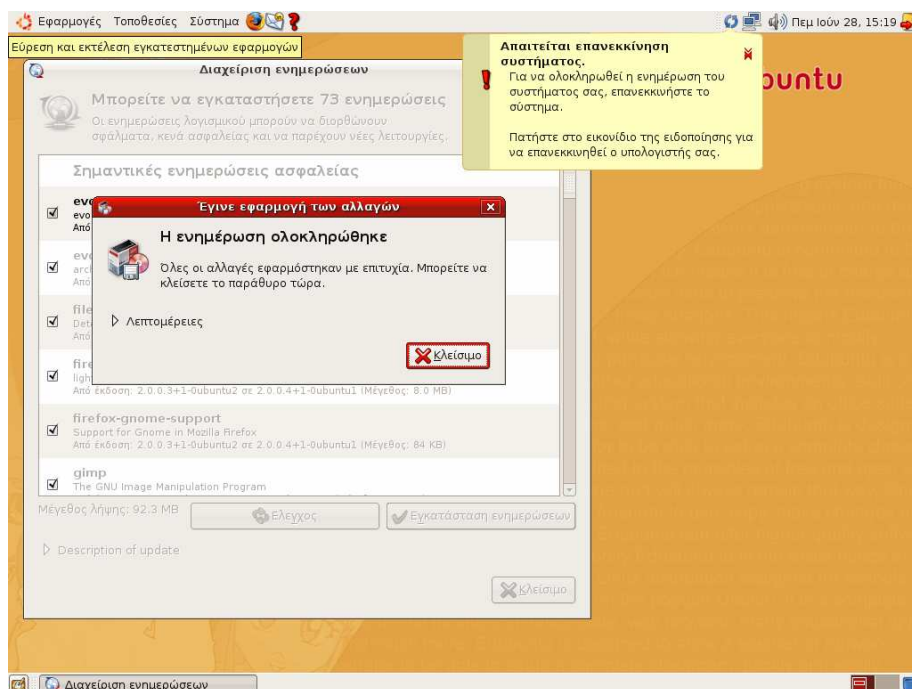 Εφαρμογές Τοποθεσίες Σύστημα
Πεμ Ιούν 28, 15:19
Εύρεση και εκτέλεση εγκατεστημένων εφαρμογών
Απαιτείται επανεκκίνηση
συστήματος.
Για να ολοκληρωθεί η ενημέρωση του
συστήματος σας, επανεκκινήστε το
σύστημα.
Πατήστε στο εικονίδιο της ειδοποίησης για
να επανεκκινηθεί ο υπολογιστής σας.
buntu
Διαχείριση ενημερώσεων
Μπορείτε να εγκαταστήσετε 73 ενημερώσεις
Οι ενημερώσεις λογισμικού μπορούν να διορθώνουν
σφάλματα, κενά ασφαλείας και να παρέχουν νέες λειτουργίες.
Σημαντικές ενημερώσεις ασφαλείας
evo
Από
Έγινε εφαρμογή των αλλαγών
Η ενημέρωση ολοκληρώθηκε
Όλες οι αλλαγές εφαρμόστηκαν με επιτυχία. Μπορείτε να
κλείσετε το παράθυρο τώρα.
Λεπτομέρειες
Κλείσιμο
Από έκδοση: 2.0.0.3+1-0ubuntu2 σε 2.0.0.4+1-0ubuntu1 (Μέγεθος: 8.0 MB)
firefox-gnome-support
Support for Gnome in Mozilla Firefox
Από έκδοση: 2.0.0.3+1-0ubuntu2 σε 2.0.0.4+1-0ubuntu1 (Μέγεθος: 84 KB)
gimp
The GNU Image Manipulation Program
Μέγεθος λήψης: 92.3 MB
Έλεγχος
Εγκατάσταση ενημερώσεων
Description of update
Κλείσιμο
Διαχείριση ενημερώσεων